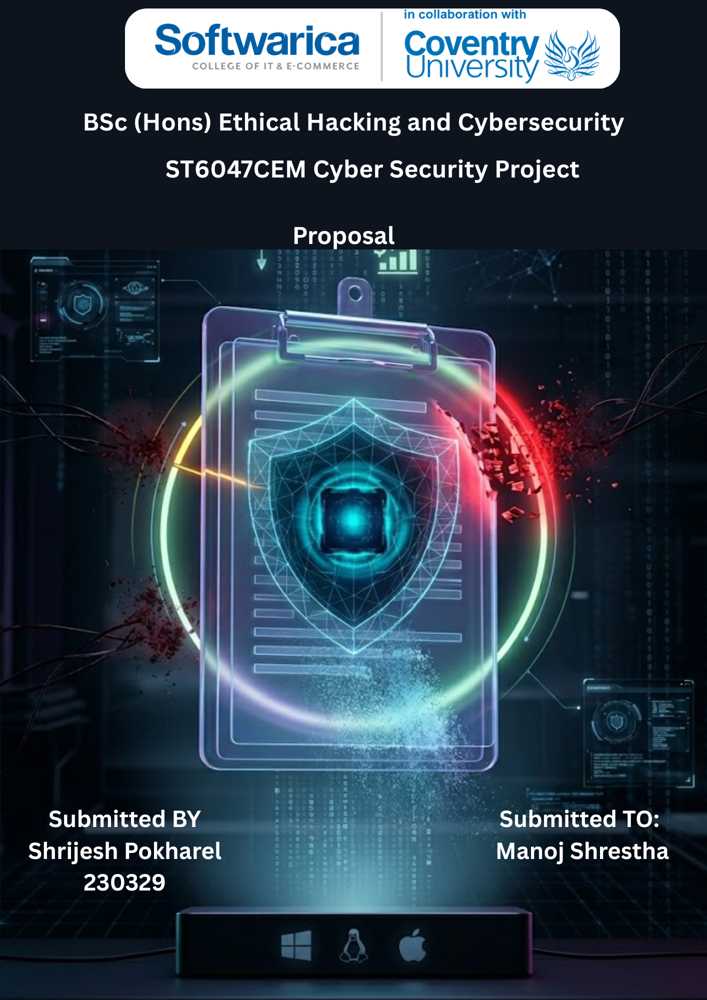 Softwarica
COLLEGE OF IT & E-COMMERCE
in collaboration with
Coventry
University
BSc (Hons) Ethical Hacking and Cybersecurity
ST6047CEM Cyber Security Project
Proposal
Submitted BY
Shrijesh Pokharel
230329
Submitted TO:
Manoj Shrestha